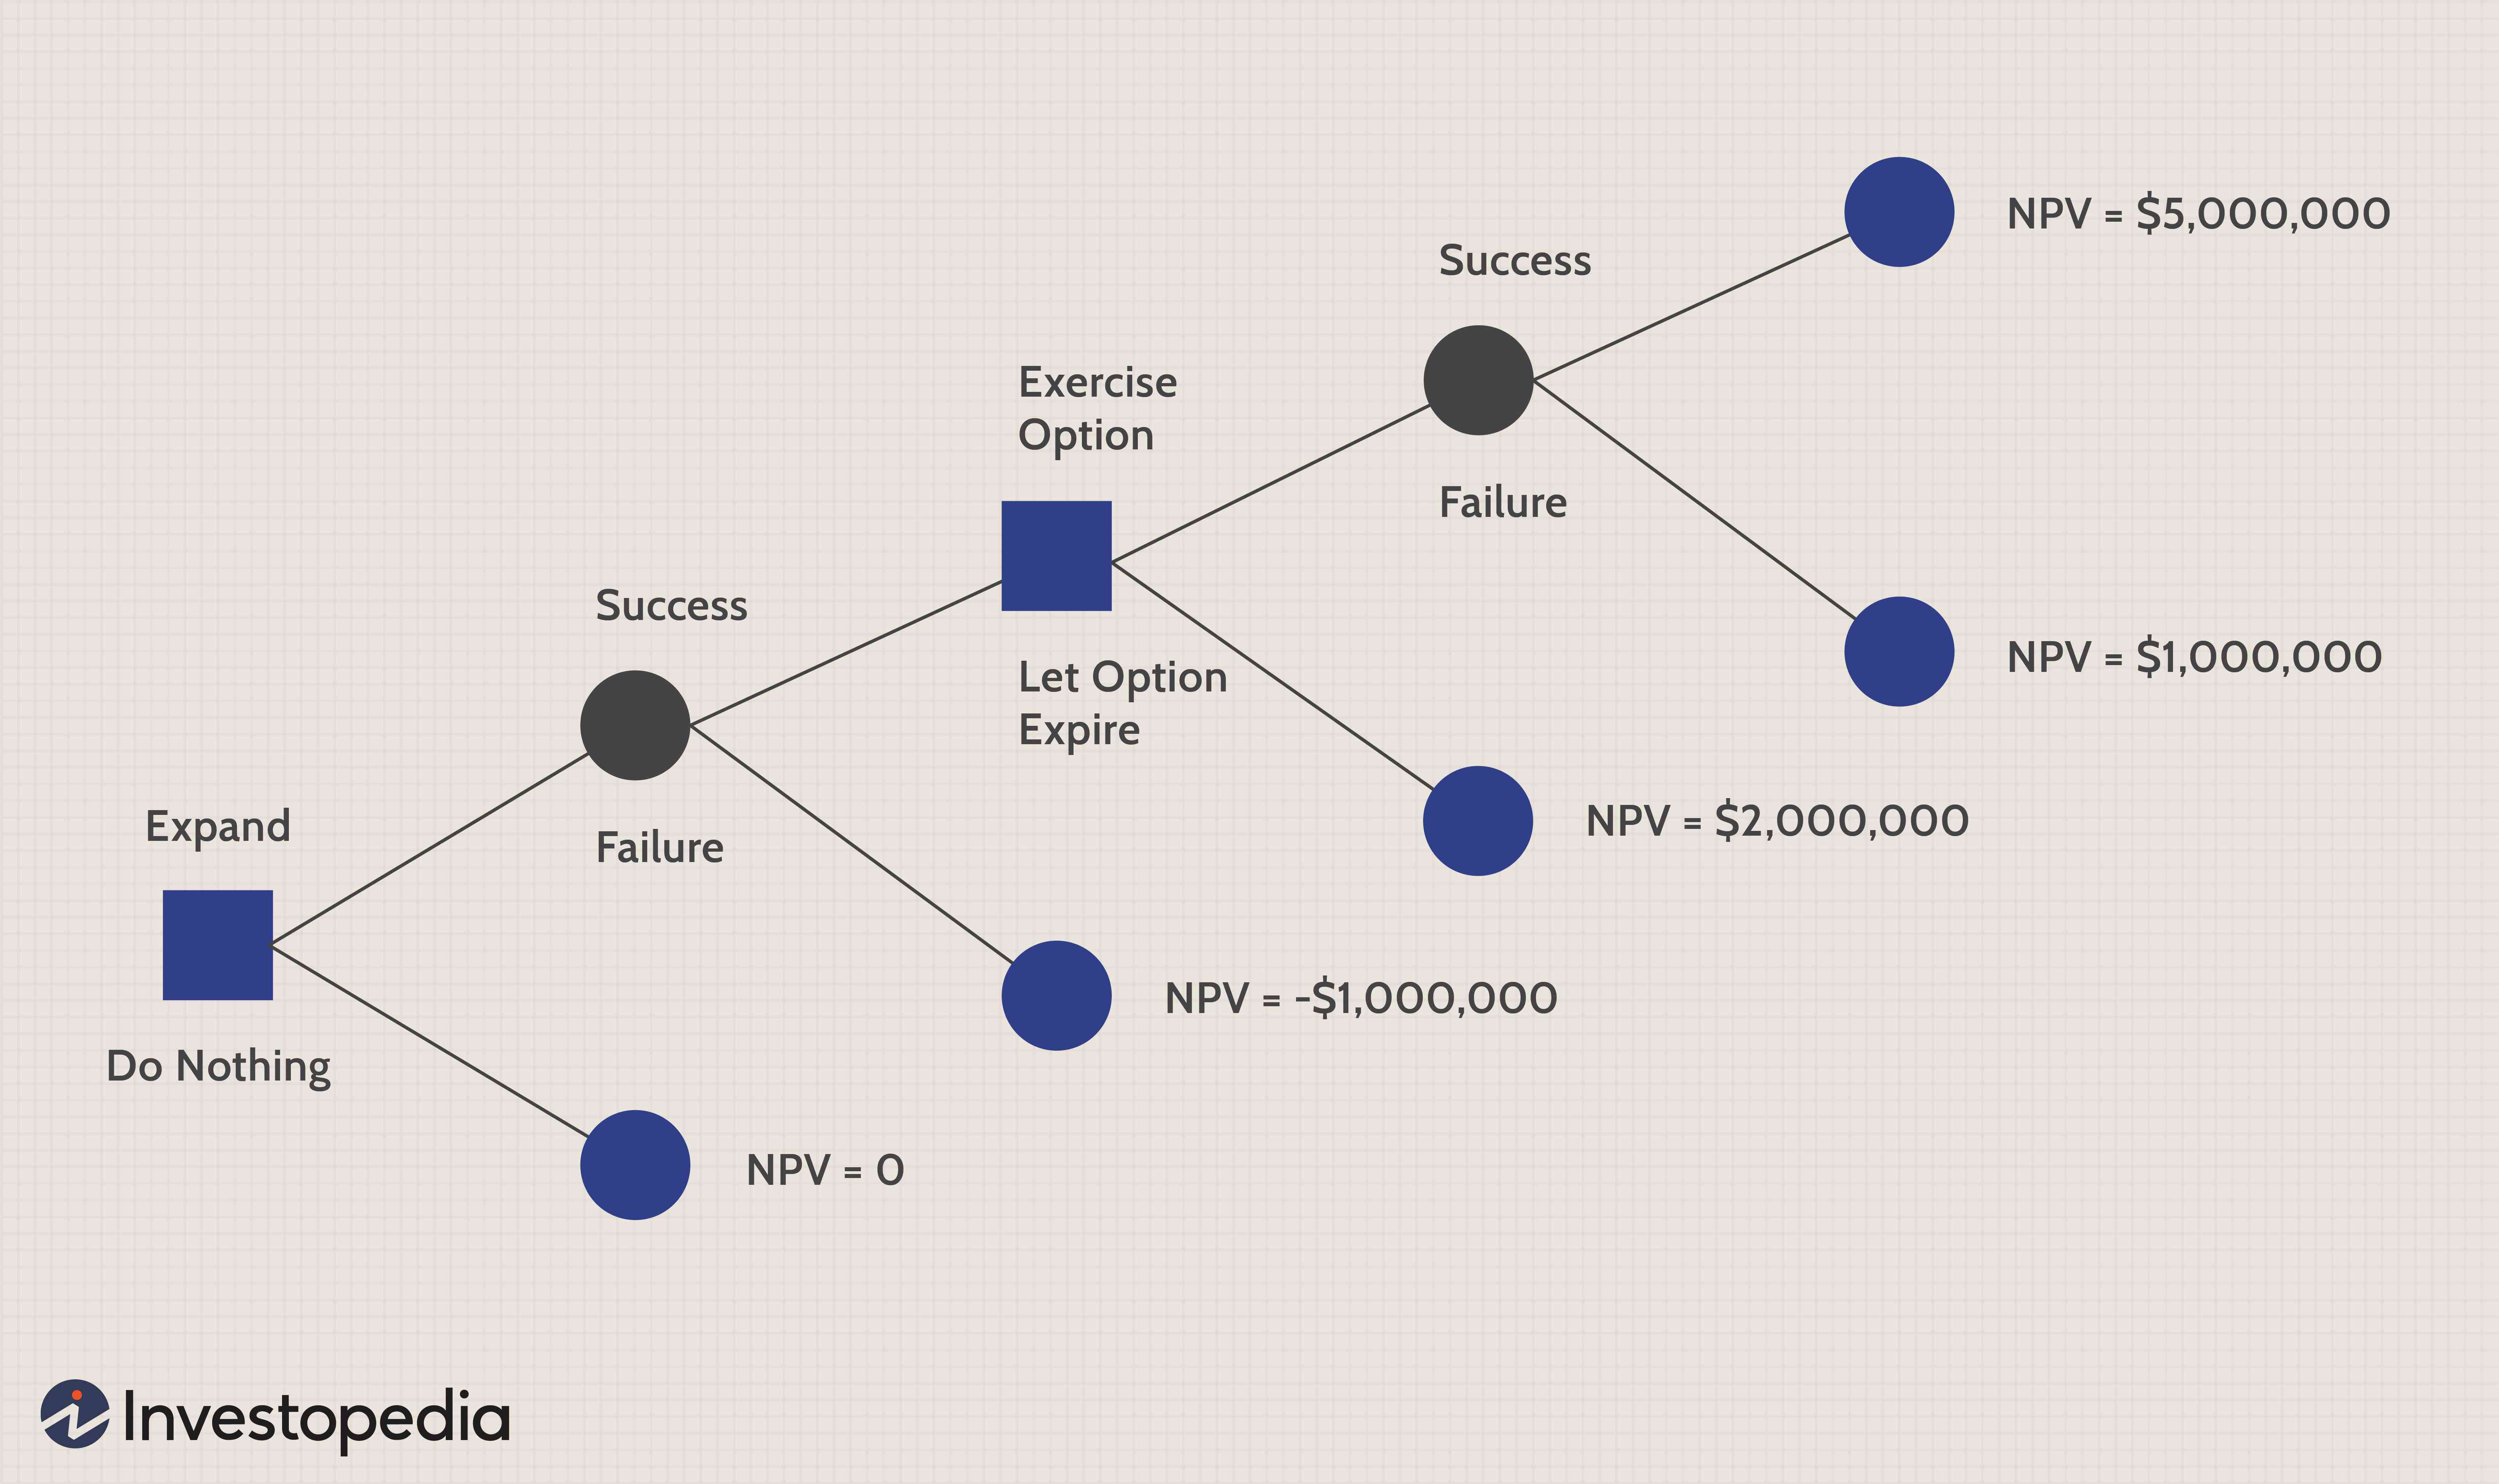 NPV = $5,000,000
Success
Exercise
Option
Failure
Success
NPV = $1,000,000
Let Option
Expire
Expand
Failure
NPV = $2,000,000
NPV = -$1,000,000
Do Nothing
NPV = 0
Investopedia